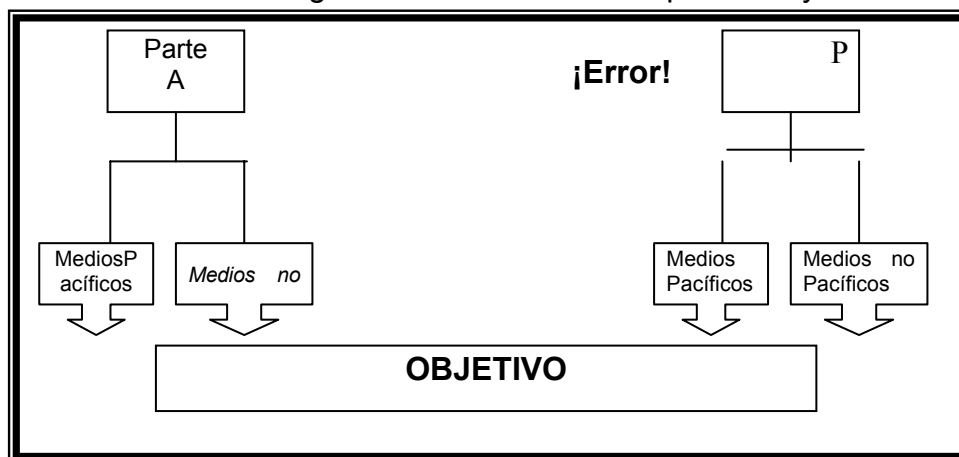 Parte
A
¡Error!
P
MediosP
acíficos
Medios no
Medios
Pacíficos
Medios no
Pacíficos
OBJETIVO